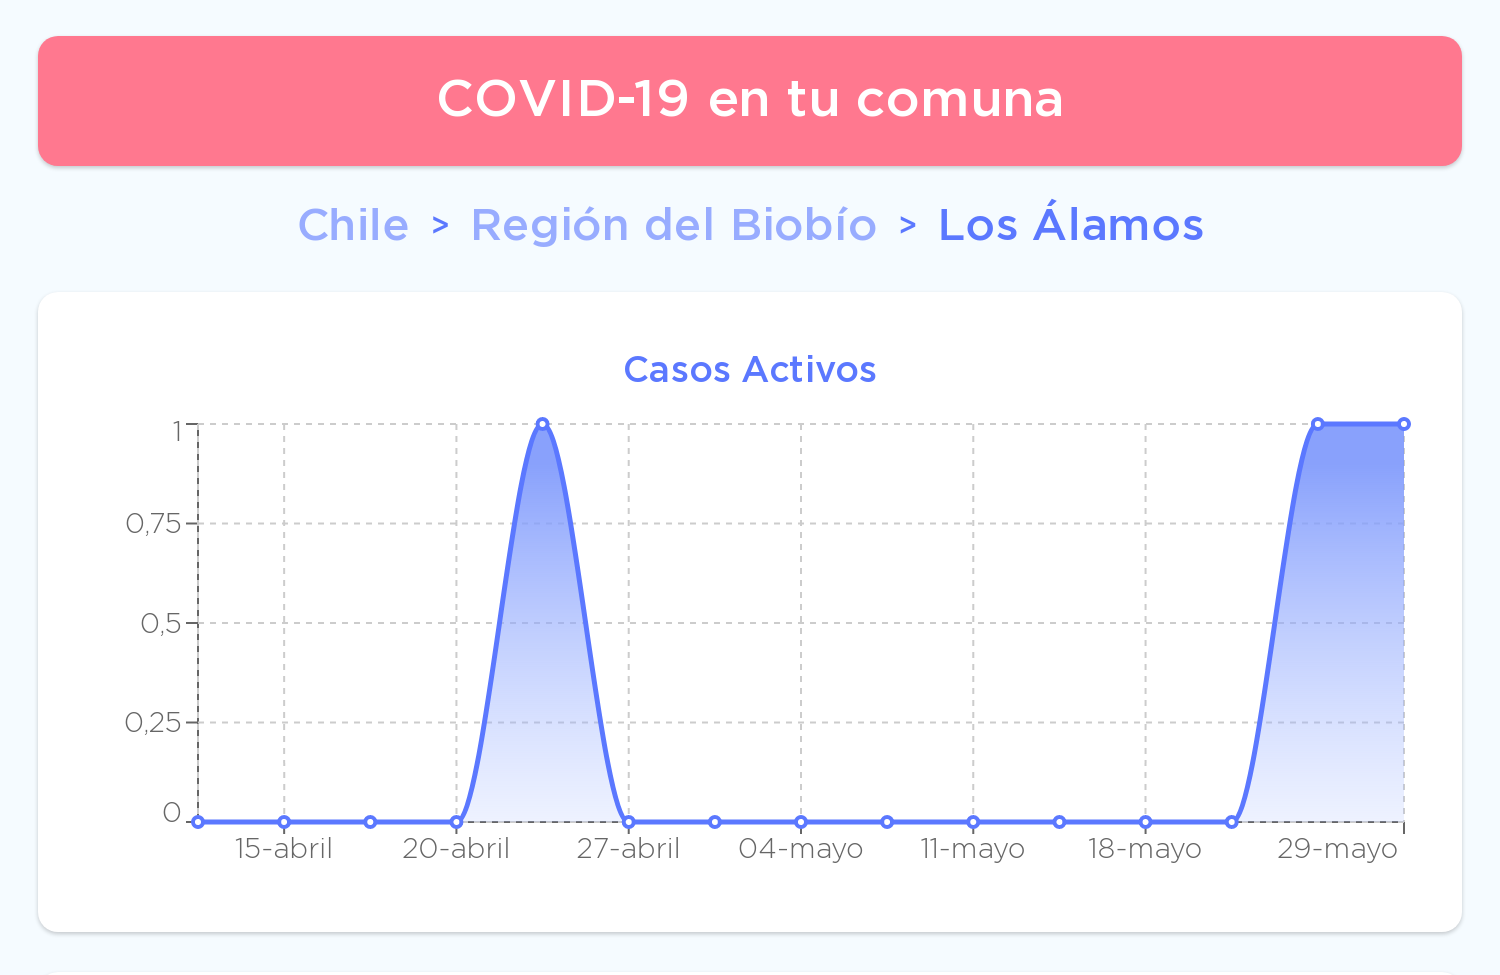 COVID-19 en tu comuna
Chile > Región del Biobío > Los Álamos
Casos Activos
1
0,75
0,5
0,25
0
15-abril 20-abril 27-abril 04-mayo 11-mayo 18-mayo 29-mayo